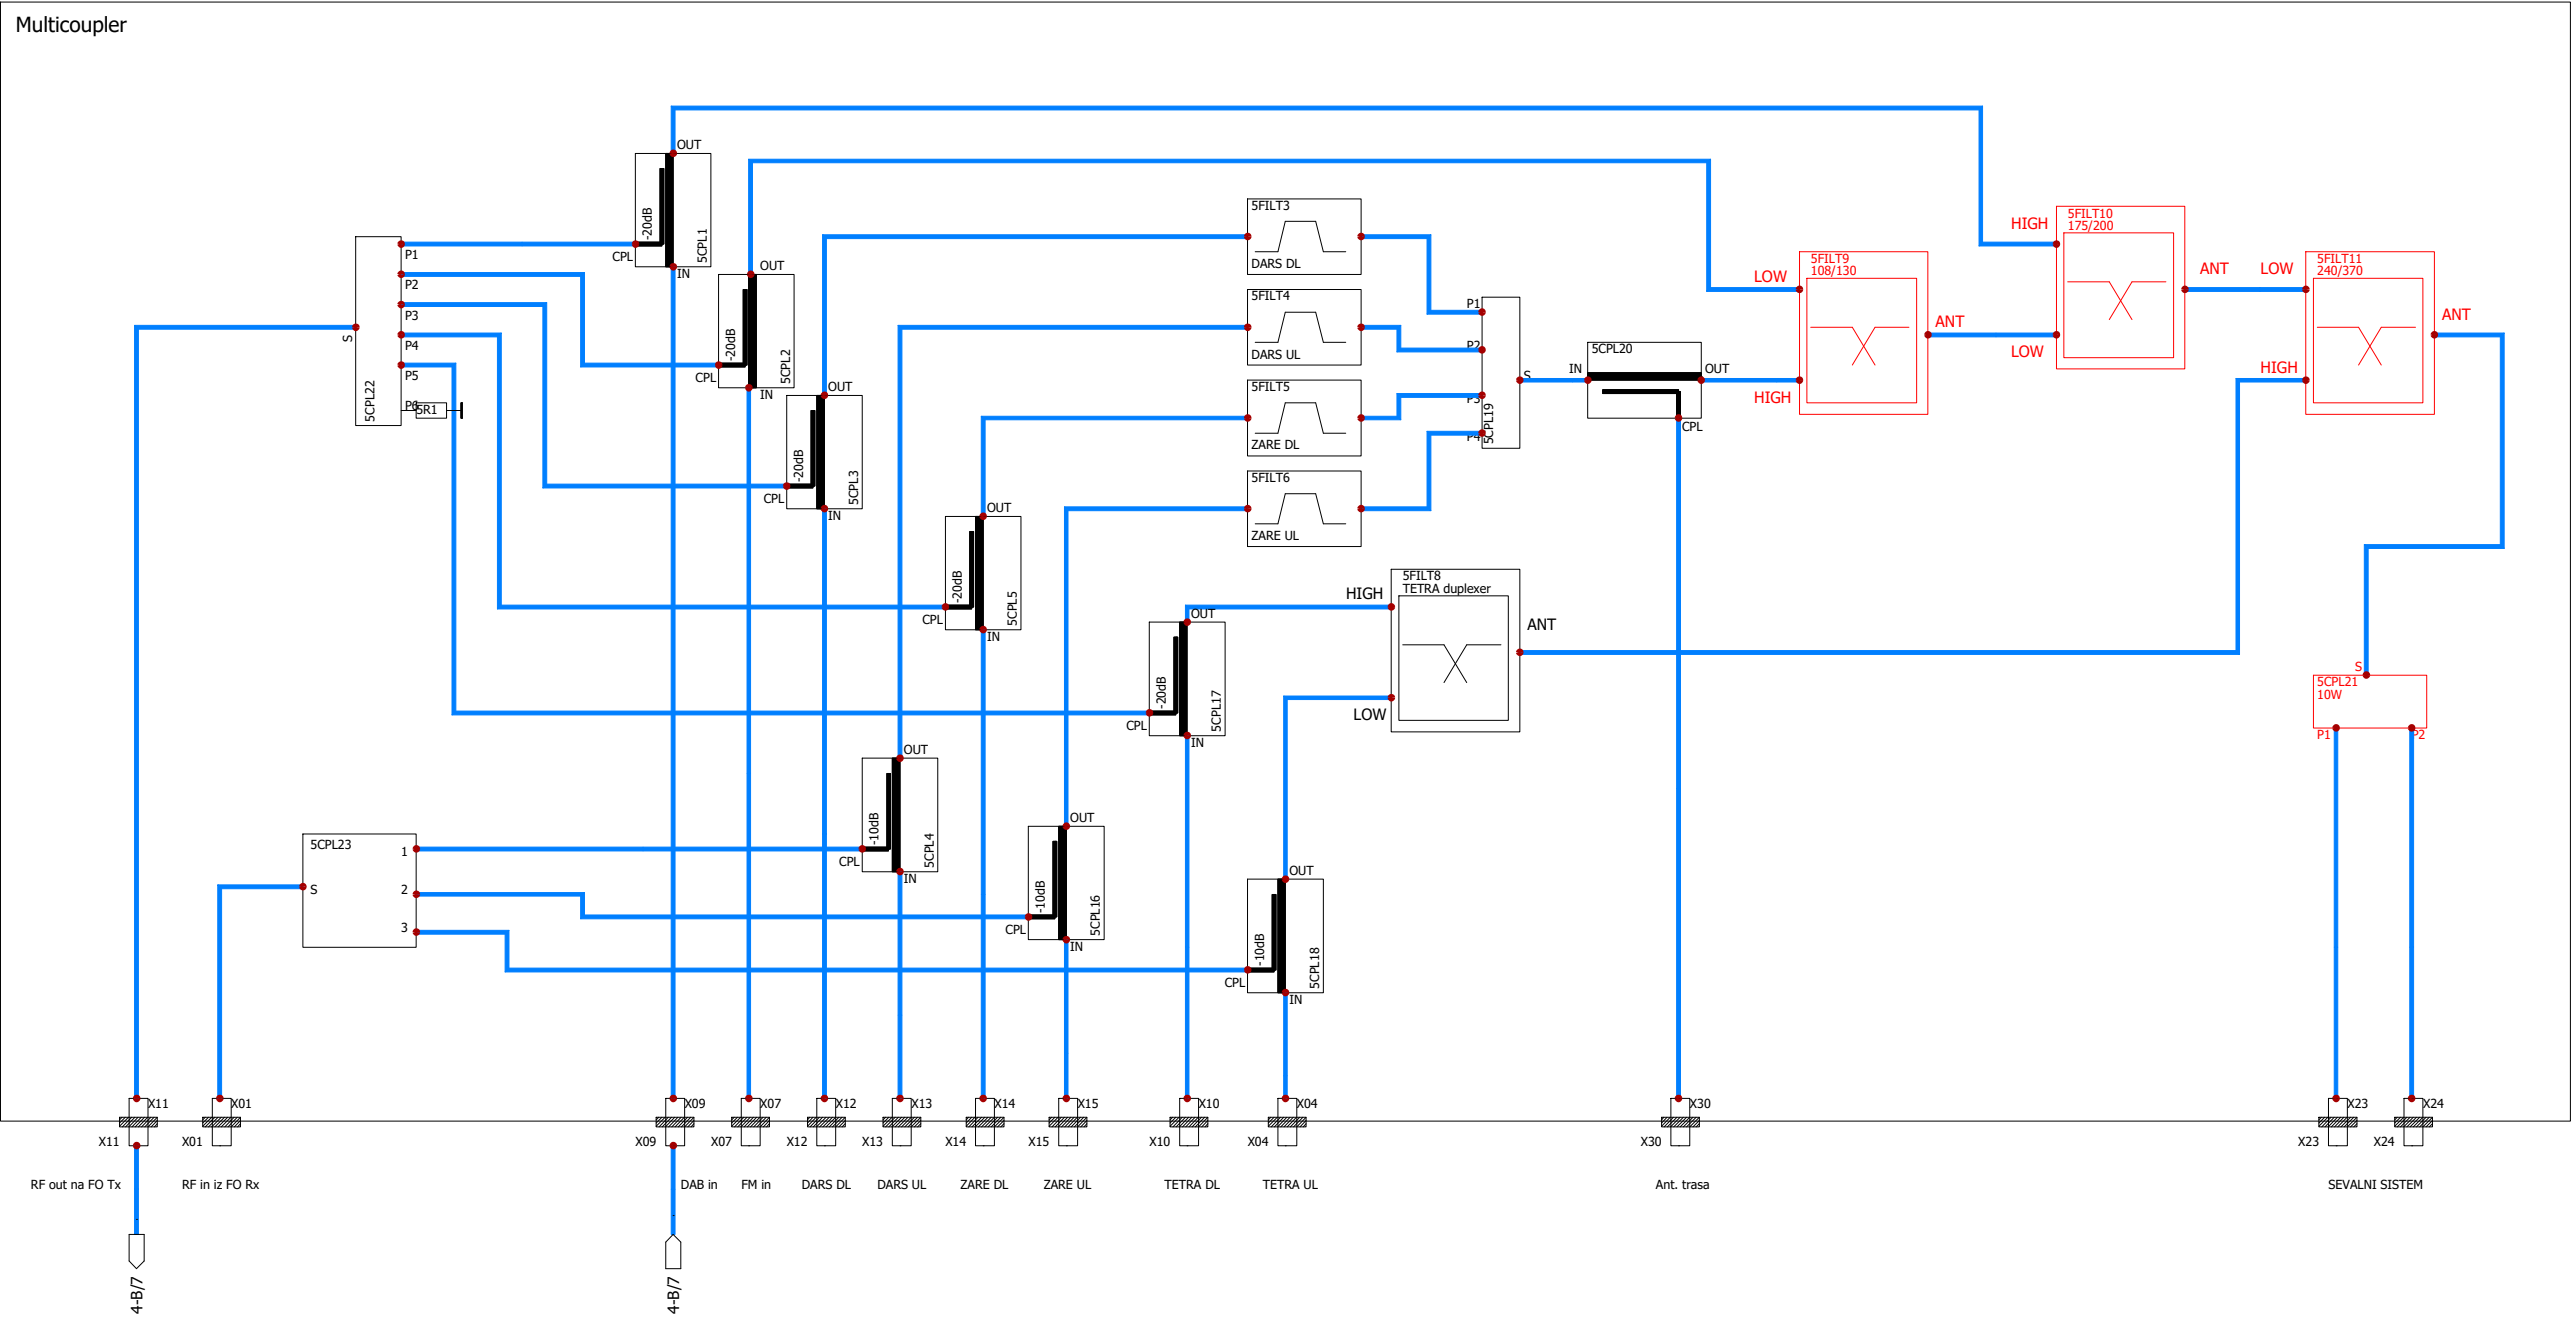 Multicoupler
OUT
-20dB
5CPL1
CPL
IN
P1
P2
P3
P4
P5
P6
5R1
S
5CPL22
OUT
-20dB
5CPL2
CPL
IN
OUT
-20dB
5CPL3
CPL
IN
OUT
-20dB
5CPL5
CPL
IN
OUT
-20dB
5CPL17
CPL
IN
OUT
-10dB
5CPL4
CPL
IN
OUT
-10dB
5CPL16
CPL
IN
OUT
-10dB
5CPL18
CPL
IN
5CPL23
S
1
2
3
5FILT3
DARS DL
5FILT4
DARS UL
5FILT5
ZARE DL
5FILT6
ZARE UL
P1
P2
P3
P4
5CPL19
S
5CPL20
IN
OUT
CPL
5FILT8
TETRA duplexer
HIGH
LOW
ANT
5FILT9
108/130
LOW
HIGH
ANT
5FILT10
175/200
HIGH
LOW
ANT
5FILT11
240/370
LOW
HIGH
ANT
S
5CPL21
10W
P1
P2
X11
X01
X09
X07
X12
X13
X14
X15
X10
X04
X30
X23
X24
X11
X01
X09
X07
X12
X13
X14
X15
X10
X04
X30
X23
X24
RF out na FO Tx
RF in iz FO Rx
DAB in
FM in
DARS DL
DARS UL
ZARE DL
ZARE UL
TETRA DL
TETRA UL
Ant. trasa
SEVALNI SISTEM
4-B/7
4-B/7